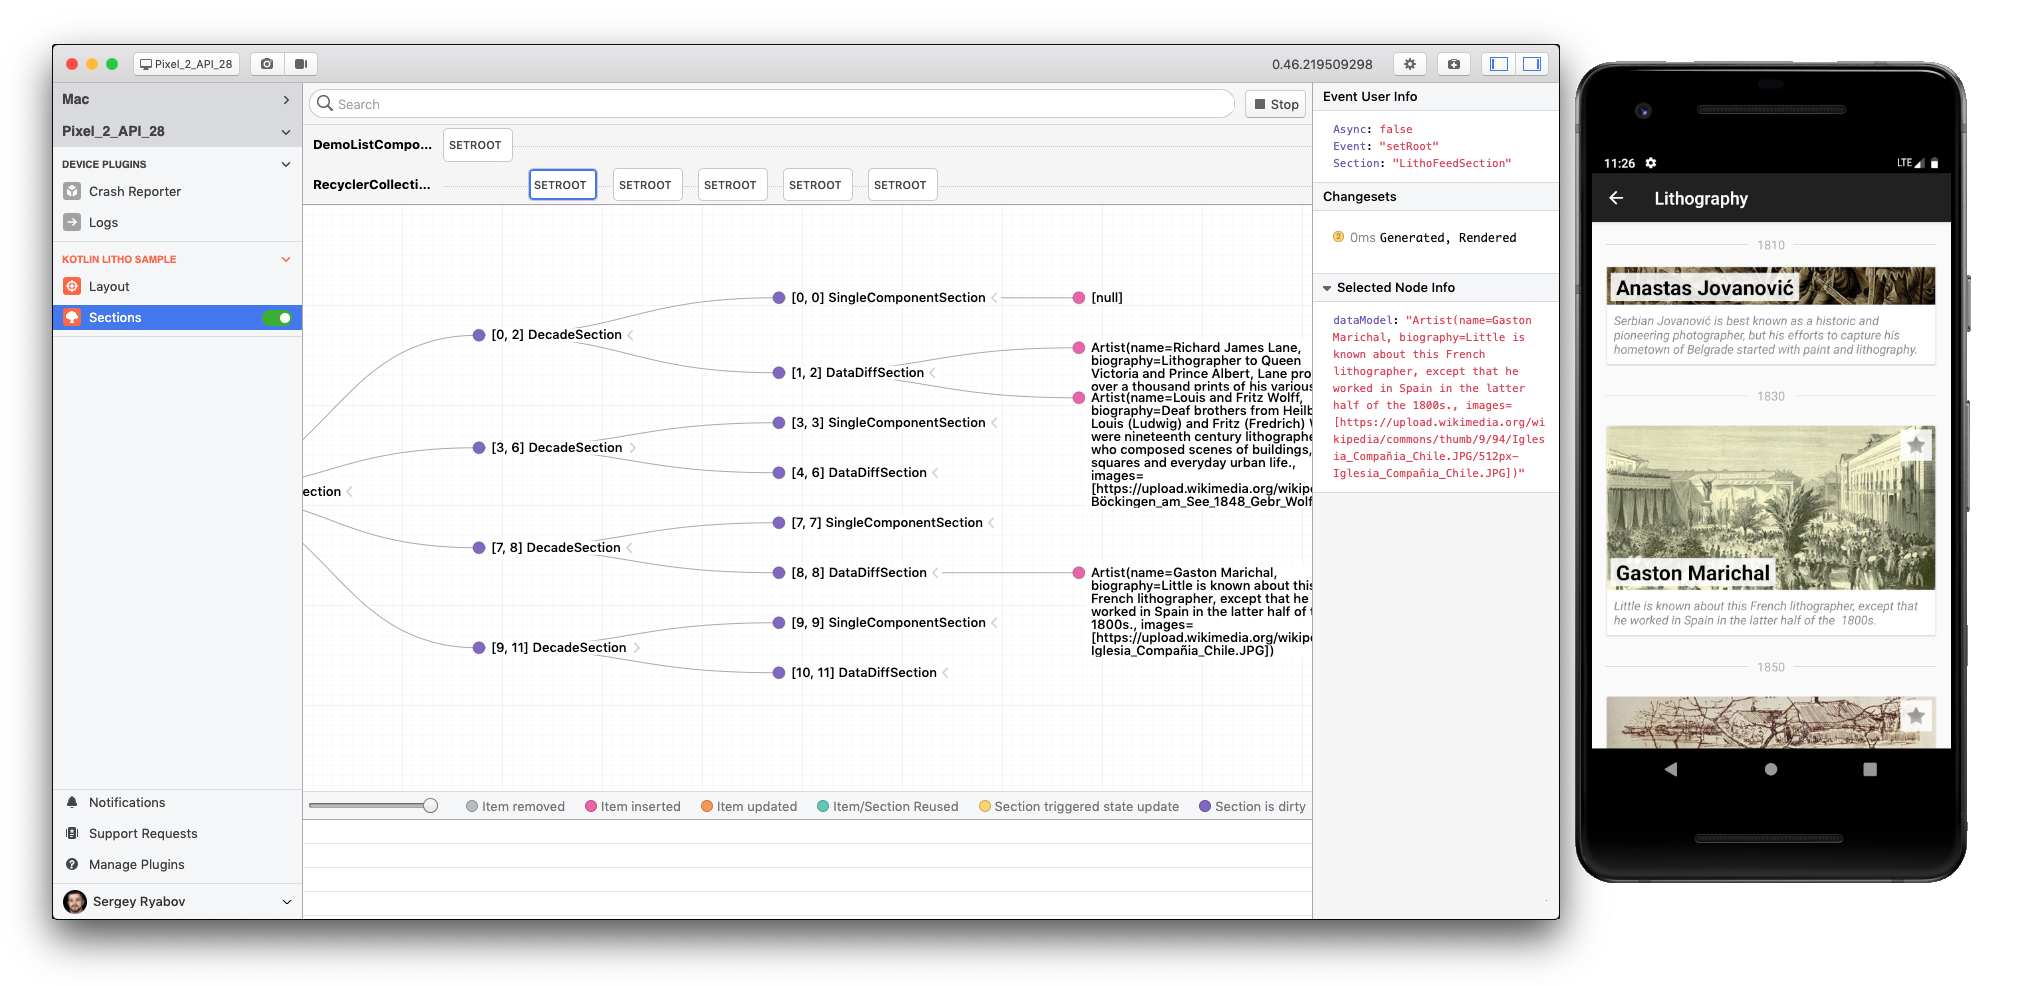 Pixel_2_API_28
0.46.219509298
Mac
Pixel_2_API_28
DEVICE PLUGINS
Crash Reporter
Logs
KOTLIN LITHO SAMPLE
Layout
Sections
Notifications
Support Requests
Manage Plugins
Sergey Ryabov
Search
Stop
DemoListCompo...
SETROOT
RecyclerCollecti...
SETROOT
SETROOT
SETROOT
SETROOT
SETROOT
ection
[0, 2] DecadeSection
[3, 6] DecadeSection
[7, 8] DecadeSection
[9, 11] DecadeSection
[0, 0] SingleComponentSection
[1, 2] DataDiffSection
[3, 3] SingleComponentSection
[4, 6] DataDiffSection
[7, 7] SingleComponentSection
[8, 8] DataDiffSection
[9, 9] SingleComponentSection
[10, 11] DataDiffSection
[null]
Artist(name=Richard James Lane,
biography=Lithographer to Queen
Victoria and Prince Albert, Lane pro
over a thousand prints of his various
Artist(name=Louis and Fritz Wolff,
biography=Deaf brothers from Heilb
Louis (Ludwig) and Fritz (Fredrich)
were nineteenth century lithographe
who composed scenes of buildings,
squares and everyday urban life.,
images=
[https://upload.wikimedia.org/wikipe
Böckingen_am_See_1848_Gebr_Wolf
Artist(name=Gaston Marichal,
biography=Little is known about this
French lithographer, except that he
worked in Spain in the latter half of
1800s., images=
[https://upload.wikimedia.org/wikipe
Iglesia_Compañia_Chile.JPG])
Item removed
Item inserted
Item updated
Item/Section Reused
Section triggered state update
Section is dirty
Event User Info
Async: false
Event: "setRoot"
Section: "LithoFeedSection"
Changesets
2 0ms Generated, Rendered
Selected Node Info
dataModel: "Artist(name=Gaston
Marichal, biography=Little is
known about this French
lithographer, except that he
worked in Spain in the latter
half of the 1800s., images=
[https://upload.wikimedia.org/wi
kipedia/commons/thumb/9/94/Igles
ia_Compañia_Chile.JPG/512px-
Iglesia_Compañia_Chile.JPG])"
11:26
LTE
Lithography
1810
Anastas Jovanović
Serbian Jovanović is best known as a historic and
pioneering photographer, but his efforts to capture his
hometown of Belgrade started with paint and lithography.
1830
Gaston Marichal
Little is known about this French lithographer, except that
he worked in Spain in the latter half of the 1800s.
1850